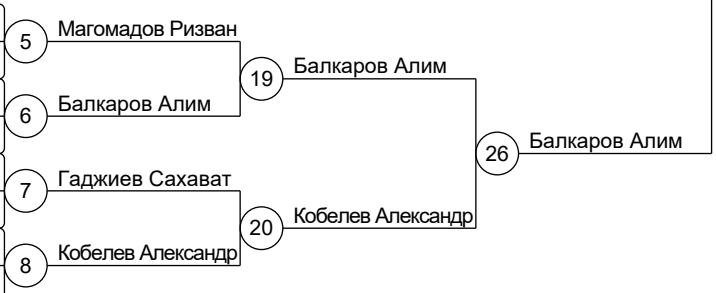 5 Магомадов Ризван
19 Балкаров Алим
6 Балкаров Алим
26 Балкаров Алим
7 Гаджиев Сахават
20 Кобелев Александр
8 Кобелев Александр